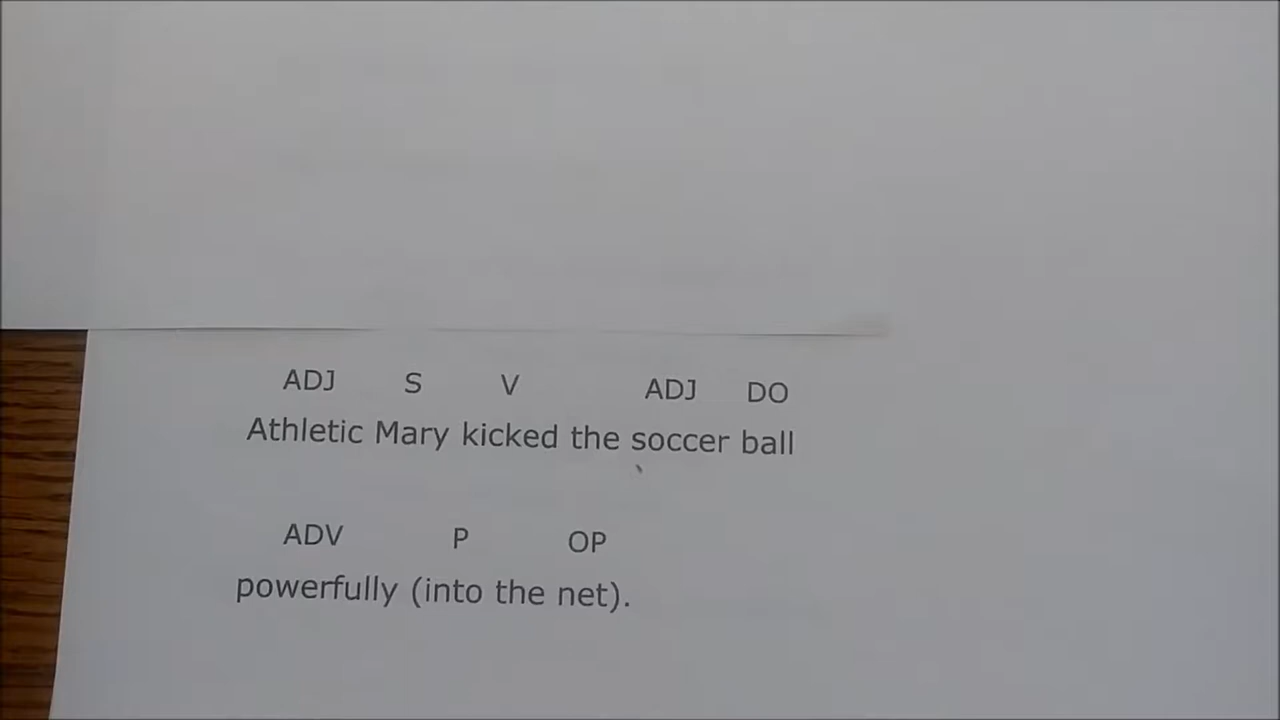 ADJ S V ADJ DO
Athletic Mary kicked the soccer ball
ADV P OP
powerfully (into the net).